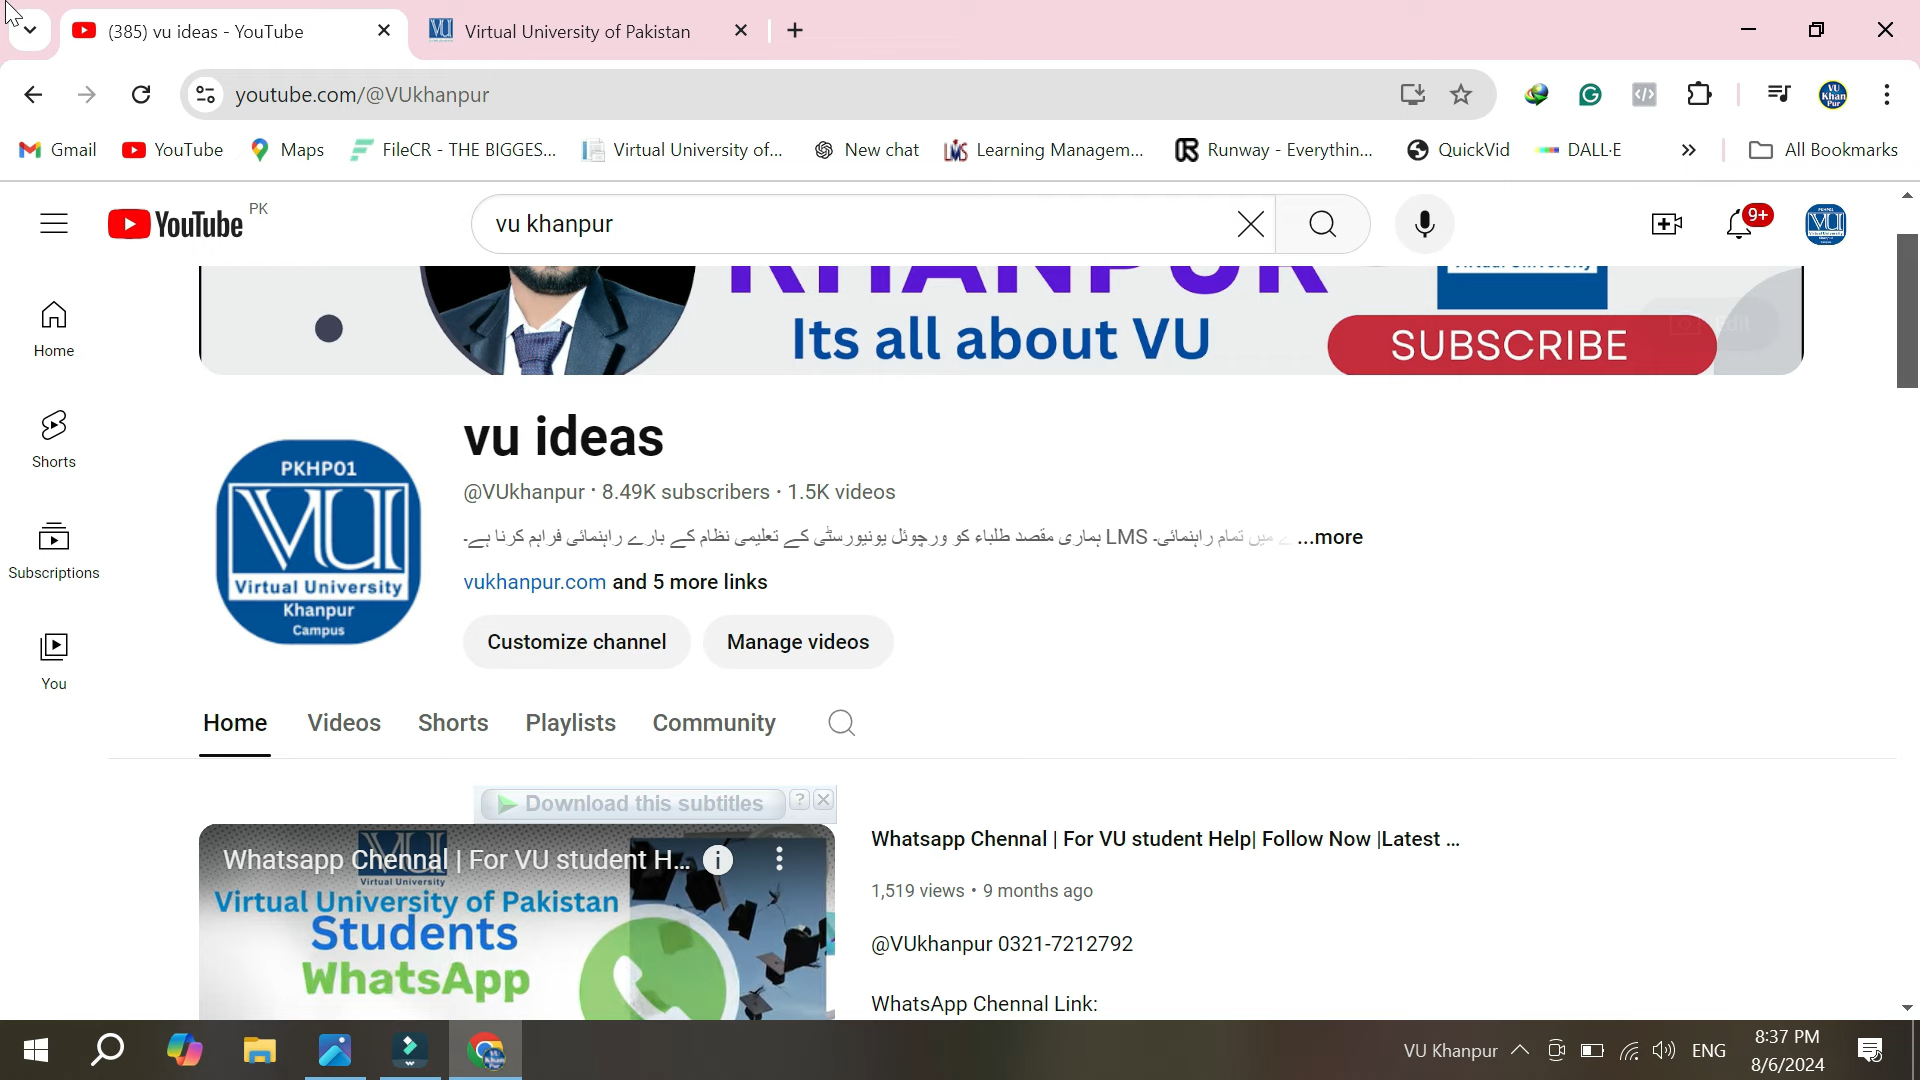 (385) vu ideas - YouTube
Virtual University of Pakistan
youtube.com/@VUkhanpur
Gmail
YouTube
Maps
FileCR - THE BIGGES...
Virtual University of...
New chat
Learning Managem...
Runway - Everythin...
QuickVid
DALL·E
All Bookmarks
YouTube PK
vu khanpur
9+
KHANPUR
Its all about VU
SUBSCRIBE
Edit
Home
Shorts
Subscriptions
You
PKHP01
VU
Virtual University
Khanpur
Campus
vu ideas
@VUkhanpur · 8.49K subscribers · 1.5K videos
ہماری مقصد طلباء کو ورچوئل یونیورسٹی کے تعلیمی نظام کے بارے راہنمائی فراہم کرنا ہے۔ LMS میں تمام راہنمائی۔ ...more
vukhanpur.com and 5 more links
Customize channel
Manage videos
Home
Videos
Shorts
Playlists
Community
Download this subtitles
Whatsapp Chennal | For VU student H...
Virtual University
Virtual University of Pakistan
Students
WhatsApp
Whatsapp Chennal | For VU student Help| Follow Now |Latest ...
1,519 views • 9 months ago
@VUkhanpur 0321-7212792
WhatsApp Chennal Link:
VU Khanpur
ENG
8:37 PM
8/6/2024